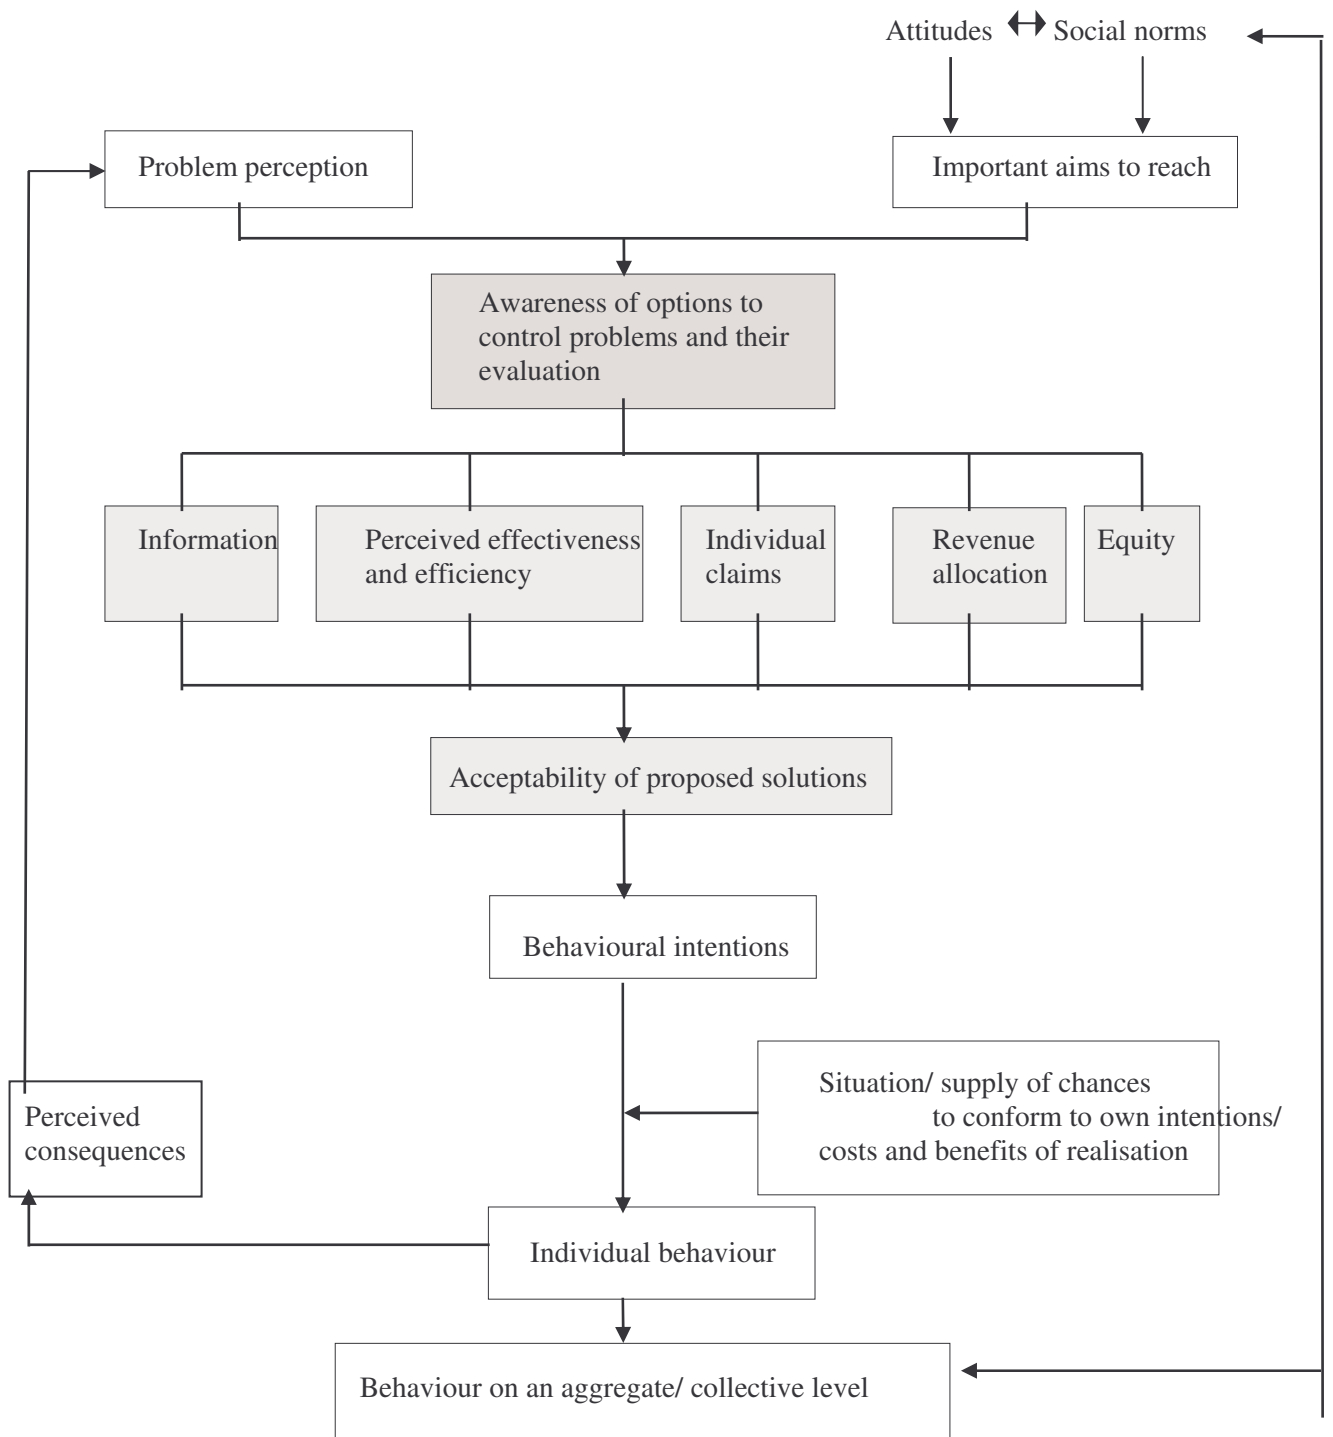 Attitudes Social norms
Problem perception
Important aims to reach
Awareness of options to
control problems and their
evaluation
Information
Perceived effectiveness
and efficiency
Individual
claims
Revenue
allocation
Equity
Acceptability of proposed solutions
Behavioural intentions
Situation/ supply of chances
to conform to own intentions/
costs and benefits of realisation
Perceived
consequences
Individual behaviour
Behaviour on an aggregate/ collective level